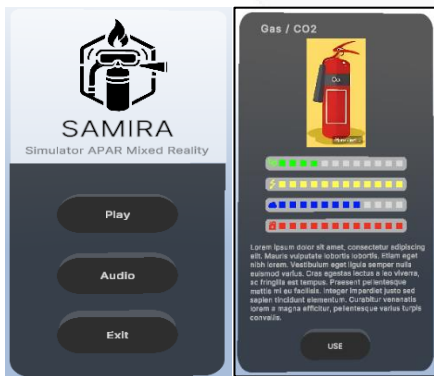 SAMIRA
Simulator APAR Mixed Reality
Play
Audio
Exit
Gas / CO2
Lorem ipsum dolor sit amet, consectetur adipiscing
elit. Mauris vulputate lobortis lobortis. Etiam eget
nibh lorem. Vestibulum eget ligula semper nulla
euismod varius. Cras egestas lectus a leo viverra,
ac fringilla est tempus. Praesent pellentesque
mattis mi eu facilisis. Integer imperdiet justo sed
sapien tincidunt elementum. Curabitur venenatis
lorem a magna efficitur, pellentesque varius turpis
convallis.
USE